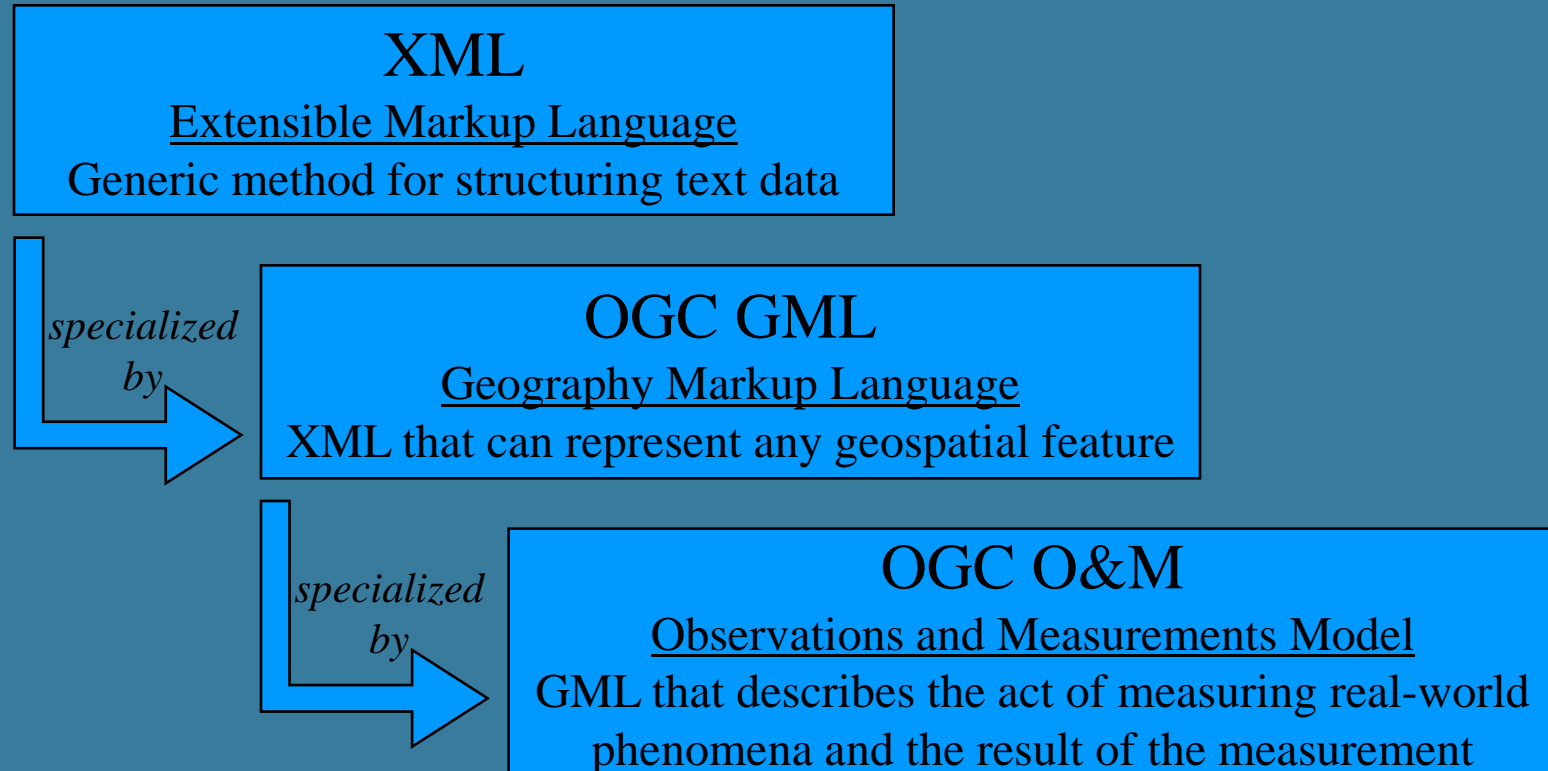 XML
Extensible Markup Language
Generic method for structuring text data
specialized
by
OGC GML
Geography Markup Language
XML that can represent any geospatial feature
specialized
by
OGC O&M
Observations and Measurements Model
GML that describes the act of measuring real-world
phenomena and the result of the measurement